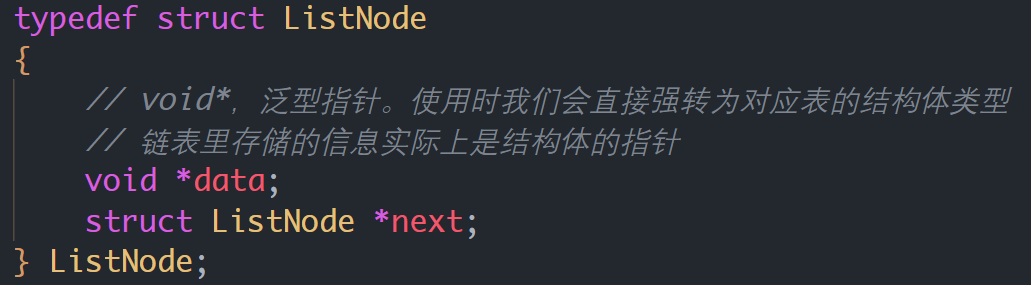 typedef struct ListNode
{
// void*，泛型指针。使用时我们会直接强转为对应表的结构体类型
// 链表里存储的信息实际上是结构体的指针
void *data;
struct ListNode *next;
} ListNode;